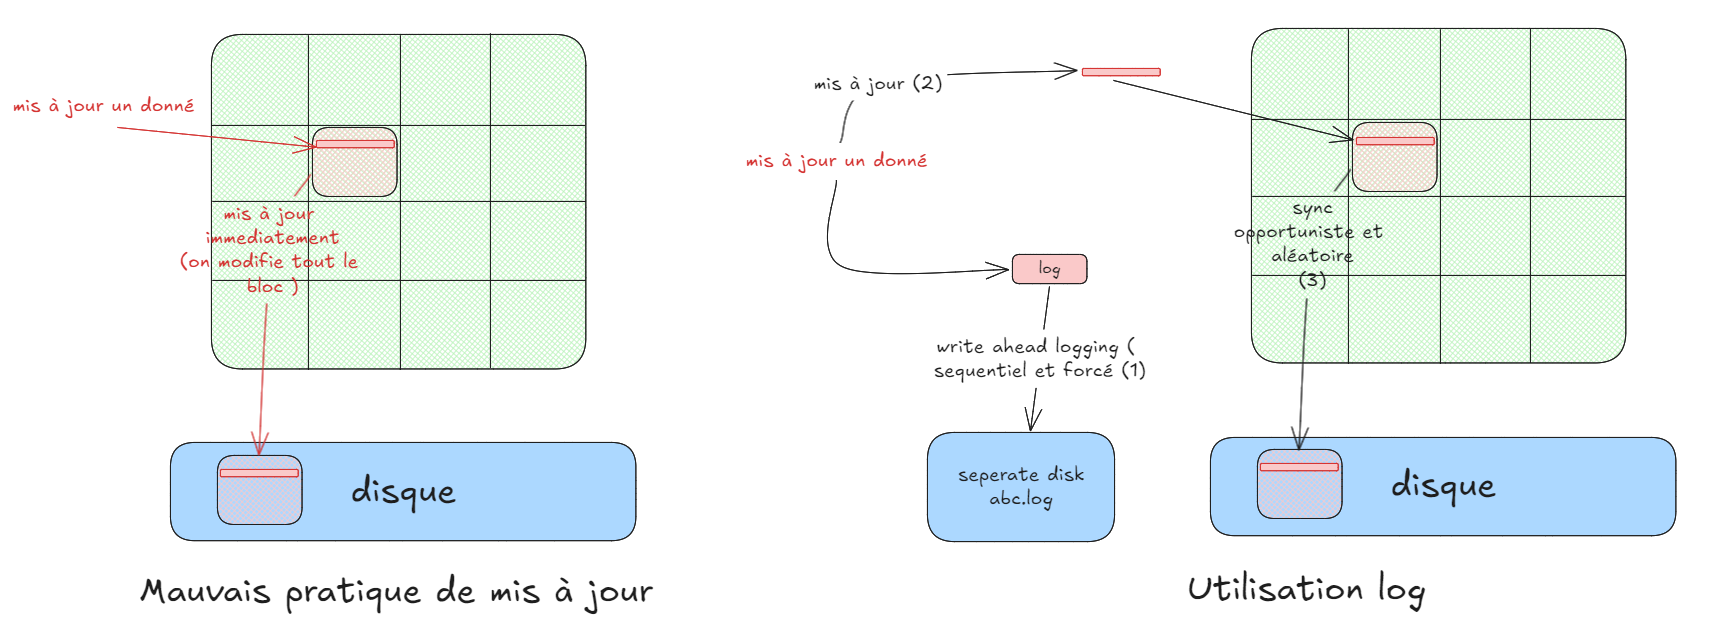 mis à jour un donné
mis à jour
immediatement
(on modifie tout le
bloc )
disque
Mauvais pratique de mis à jour
mis à jour (2)
mis à jour un donné
log
write ahead logging (
sequentiel et forcé (1)
seperate disk
abc.log
sync
opportuniste et
aléatoire
(3)
disque
Utilisation log